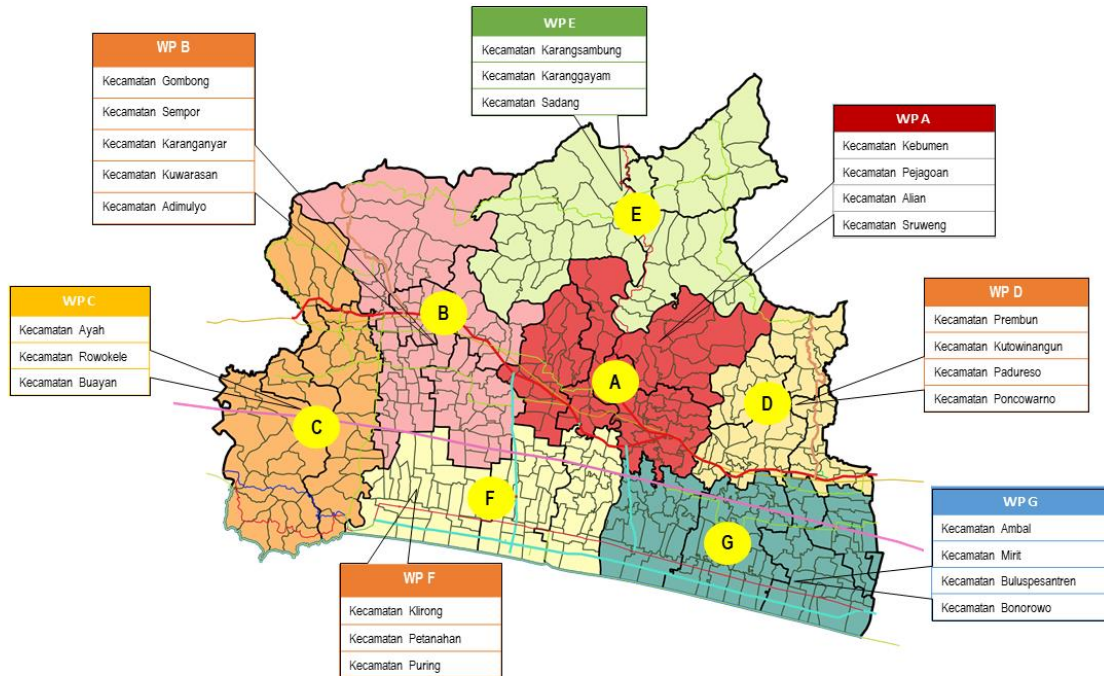 WP E
Kecamatan Karangsambung
Kecamatan Karanggayam
Kecamatan Sadang
WP B
Kecamatan Gombong
Kecamatan Sempor
Kecamatan Karanganyar
Kecamatan Kuwarasan
Kecamatan Adimulyo
WP A
Kecamatan Kebumen
Kecamatan Pejagoan
Kecamatan Alian
Kecamatan Sruweng
WP C
Kecamatan Ayah
Kecamatan Rowokele
Kecamatan Buayan
WP D
Kecamatan Prembun
Kecamatan Kutowinangun
Kecamatan Padureso
Kecamatan Poncowarno
E
B
A
D
C
F
G
WP G
Kecamatan Ambal
Kecamatan Mirit
Kecamatan Buluspesantren
Kecamatan Bonorowo
WP F
Kecamatan Klirong
Kecamatan Petanahan
Kecamatan Puring